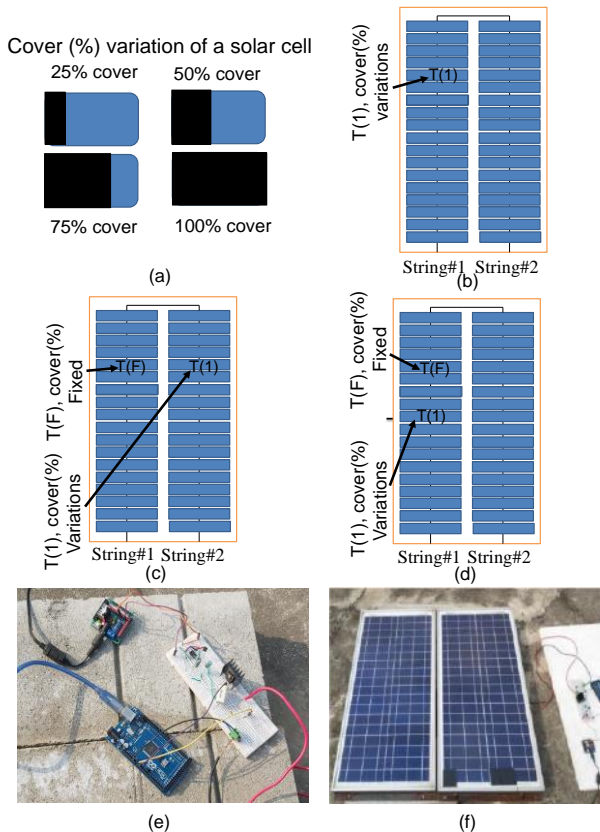 Cover (%) variation of a solar cell
25% cover
50% cover
75% cover
100% cover
(a)
T(1), cover(%)
variations
T(1)
String#1
String#2
(b)
T(F), cover(%)
Fixed
T(F)
T(1)
T(1), cover(%)
Variations
String#1
String#2
(c)
T(F), cover(%)
Fixed
T(F)
T(1)
T(1), cover(%)
Variations
String#1
String#2
(d)
(e)
(f)